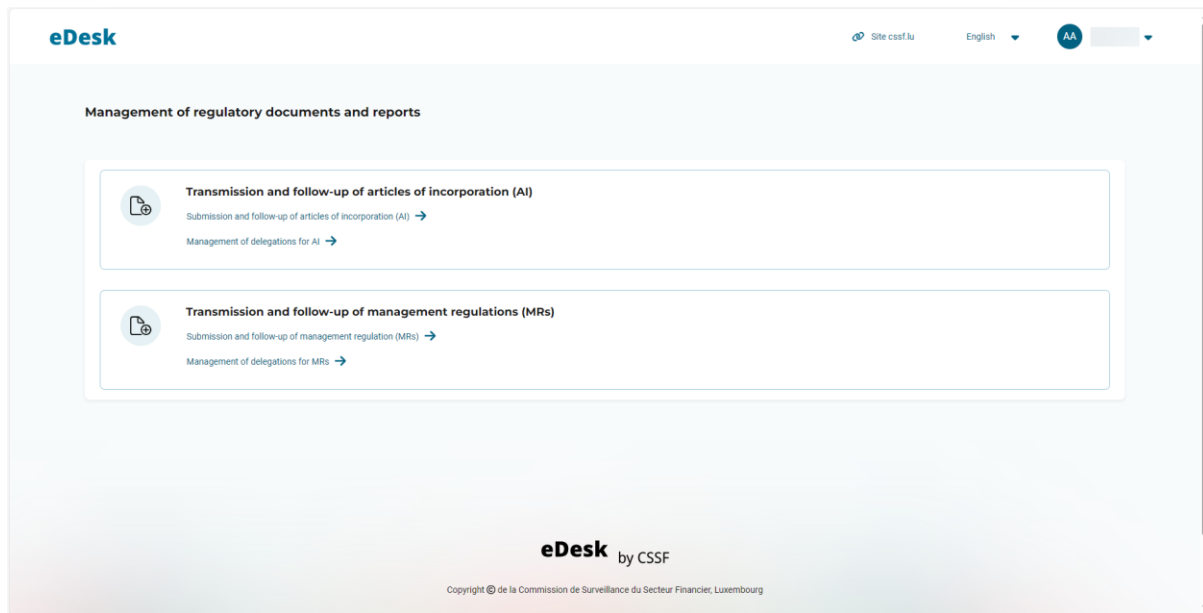 eDesk
Site cssf.lu
English
AA
Management of regulatory documents and reports
Transmission and follow-up of articles of incorporation (AI)
Submission and follow-up of articles of incorporation (AI)
Management of delegations for AI
Transmission and follow-up of management regulations (MRs)
Submission and follow-up of management regulation (MRs)
Management of delegations for MRs
eDesk by CSSF
Copyright © de la Commission de Surveillance du Secteur Financier, Luxembourg